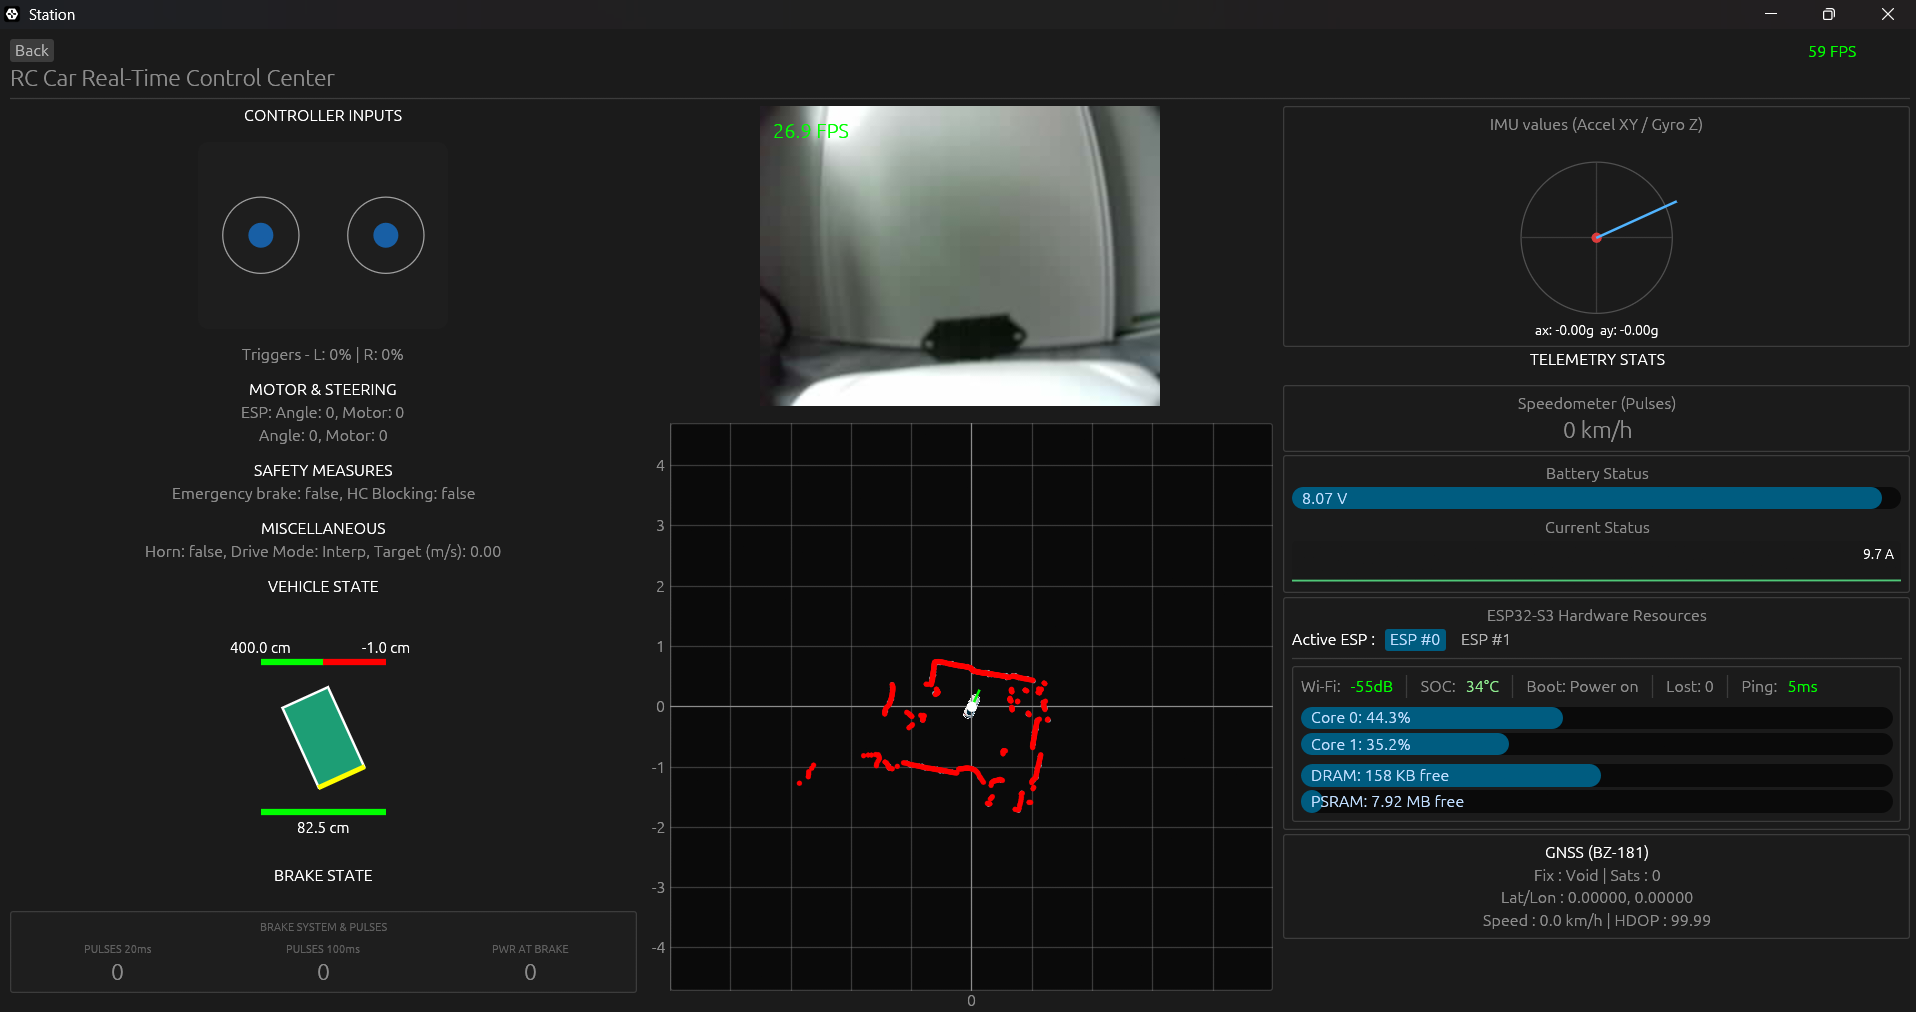 Station
Back
59 FPS
RC Car Real-Time Control Center
CONTROLLER INPUTS
Triggers - L: 0% | R: 0%
MOTOR & STEERING
ESP: Angle: 0, Motor: 0
Angle: 0, Motor: 0
SAFETY MEASURES
Emergency brake: false, HC Blocking: false
MISCELLANEOUS
Horn: false, Drive Mode: Interp, Target (m/s): 0.00
VEHICLE STATE
400.0 cm
-1.0 cm
82.5 cm
BRAKE STATE
BRAKE SYSTEM & PULSES
PULSES 20ms
PULSES 100ms
PWR AT BRAKE
0
0
0
26.9 FPS
4
3
2
1
0
-1
-2
-3
-4
0
IMU values (Accel XY / Gyro Z)
ax: -0.00g ay: -0.00g
TELEMETRY STATS
Speedometer (Pulses)
0 km/h
Battery Status
8.07 V
Current Status
9.7 A
ESP32-S3 Hardware Resources
Active ESP : ESP #0 ESP #1
Wi-Fi: -55dB SOC: 34°C Boot: Power on Lost: 0 Ping: 5ms
Core 0: 44.3%
Core 1: 35.2%
DRAM: 158 KB free
PSRAM: 7.92 MB free
GNSS (BZ-181)
Fix : Void | Sats : 0
Lat/Lon : 0.00000, 0.00000
Speed : 0.0 km/h | HDOP : 99.99